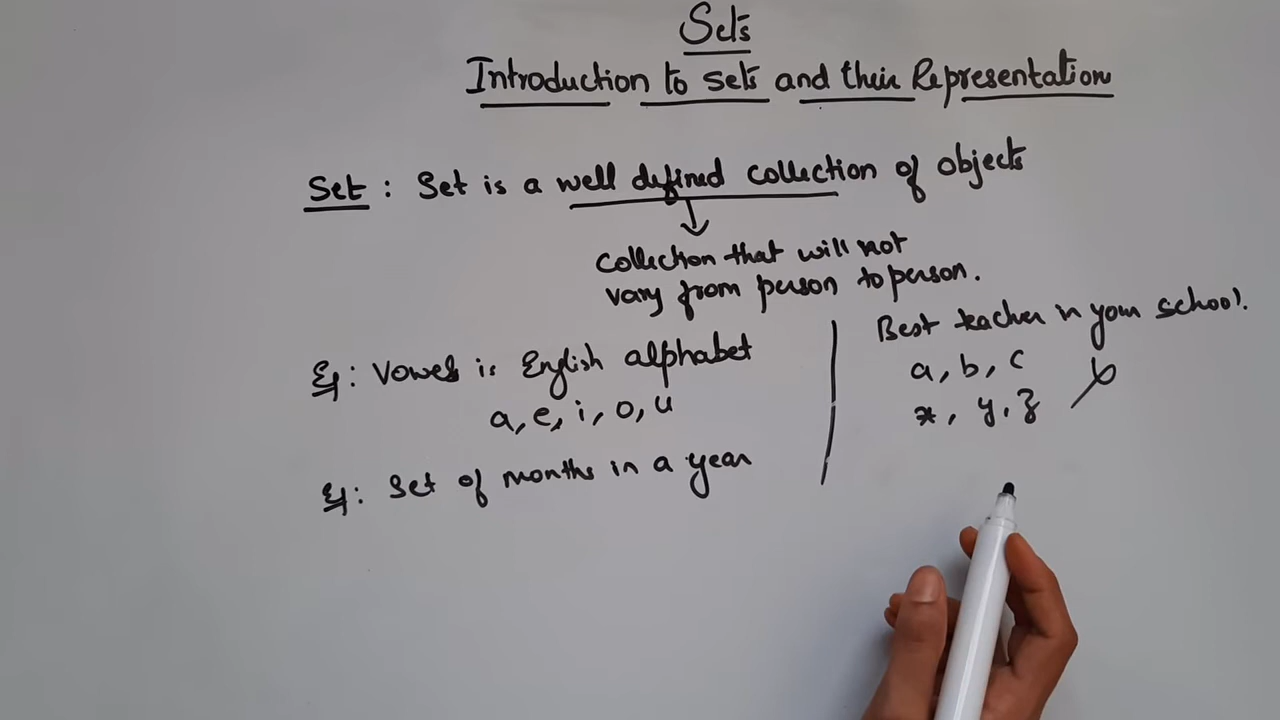 Sets
Introduction to sets and their Representation
Set : Set is a well defined collection of objects
Collection that will not
vary from person to person.
Eg: Vowels is English alphabet
a, e, i, o, u
Eg: Set of months in a year
Best teacher in your school.
a, b, c
x, y, z